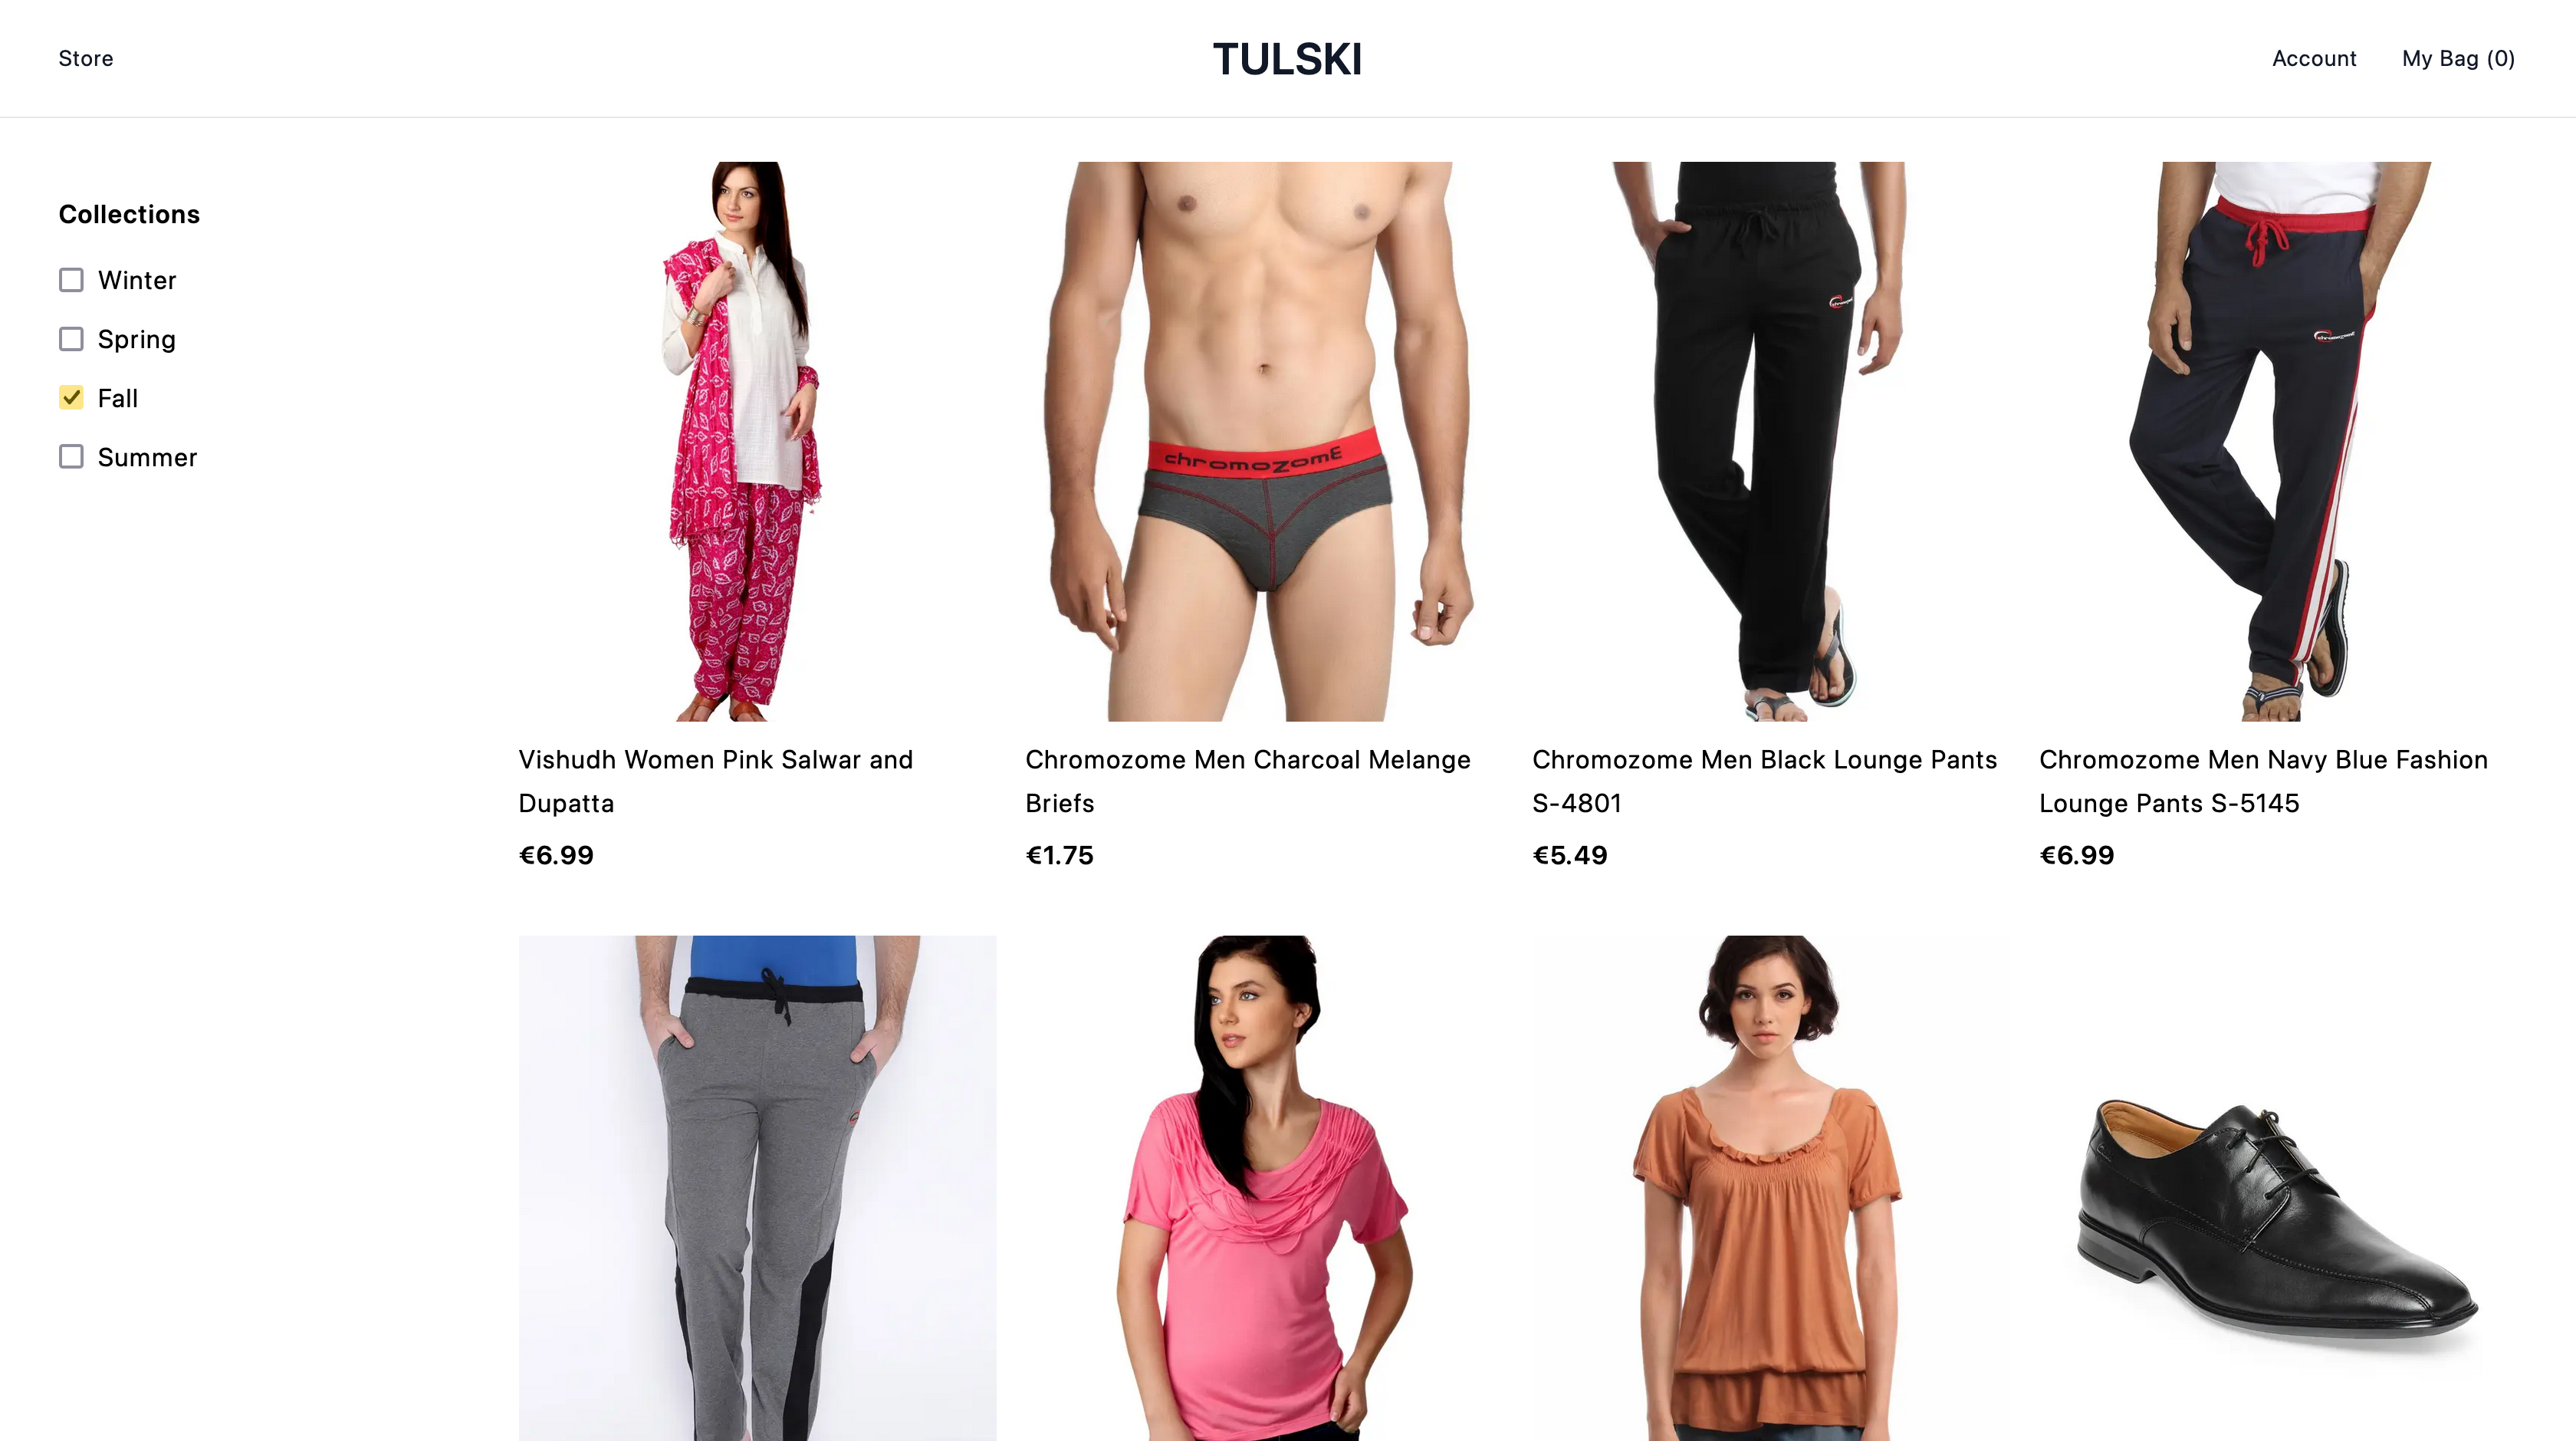 Store
TULSKI
Account
My Bag (0)
Collections
Winter
Spring
Fall
Summer
chromozomE
Vishudh Women Pink Salwar and
Dupatta
€6.99
Chromozome Men Charcoal Melange
Briefs
€1.75
Chromozome Men Black Lounge Pants
S-4801
€5.49
Chromozome Men Navy Blue Fashion
Lounge Pants S-5145
€6.99